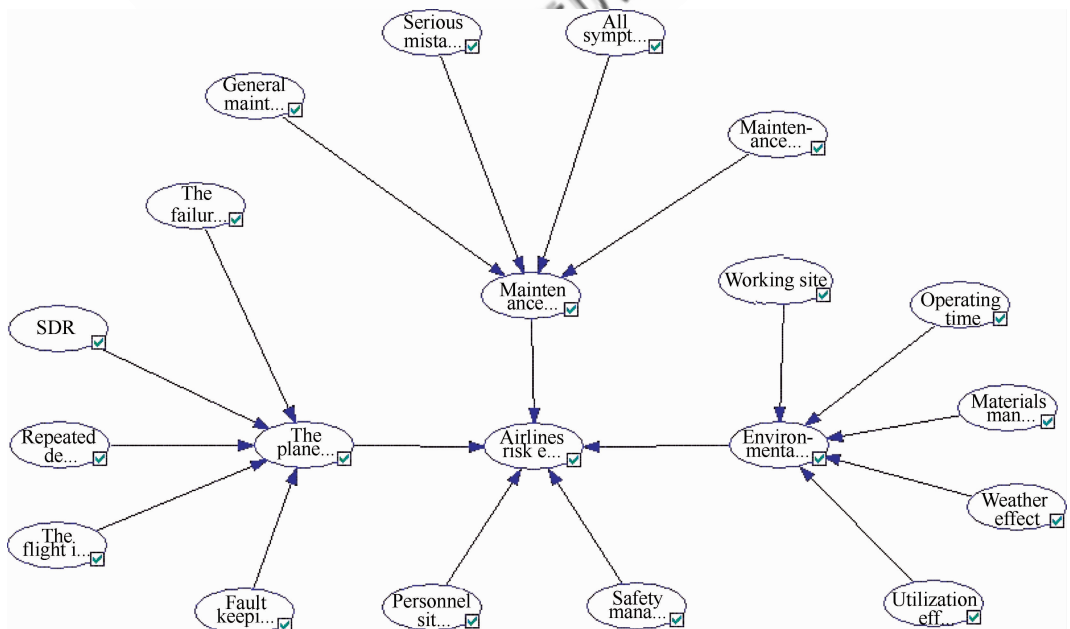 Serious
mista...
All
sympt...
General
maint...
Mainten-
ance...
The
failur...
Mainten
ance...
Working site
Operating
time
SDR
Materials
man...
Repeated
de...
The
plane...
Airlines
risk e...
Environ-
menta...
Weather
effect
The
flight i...
Fault
keepi...
Personnel
sit...
Safety
mana...
Utilization
eff...